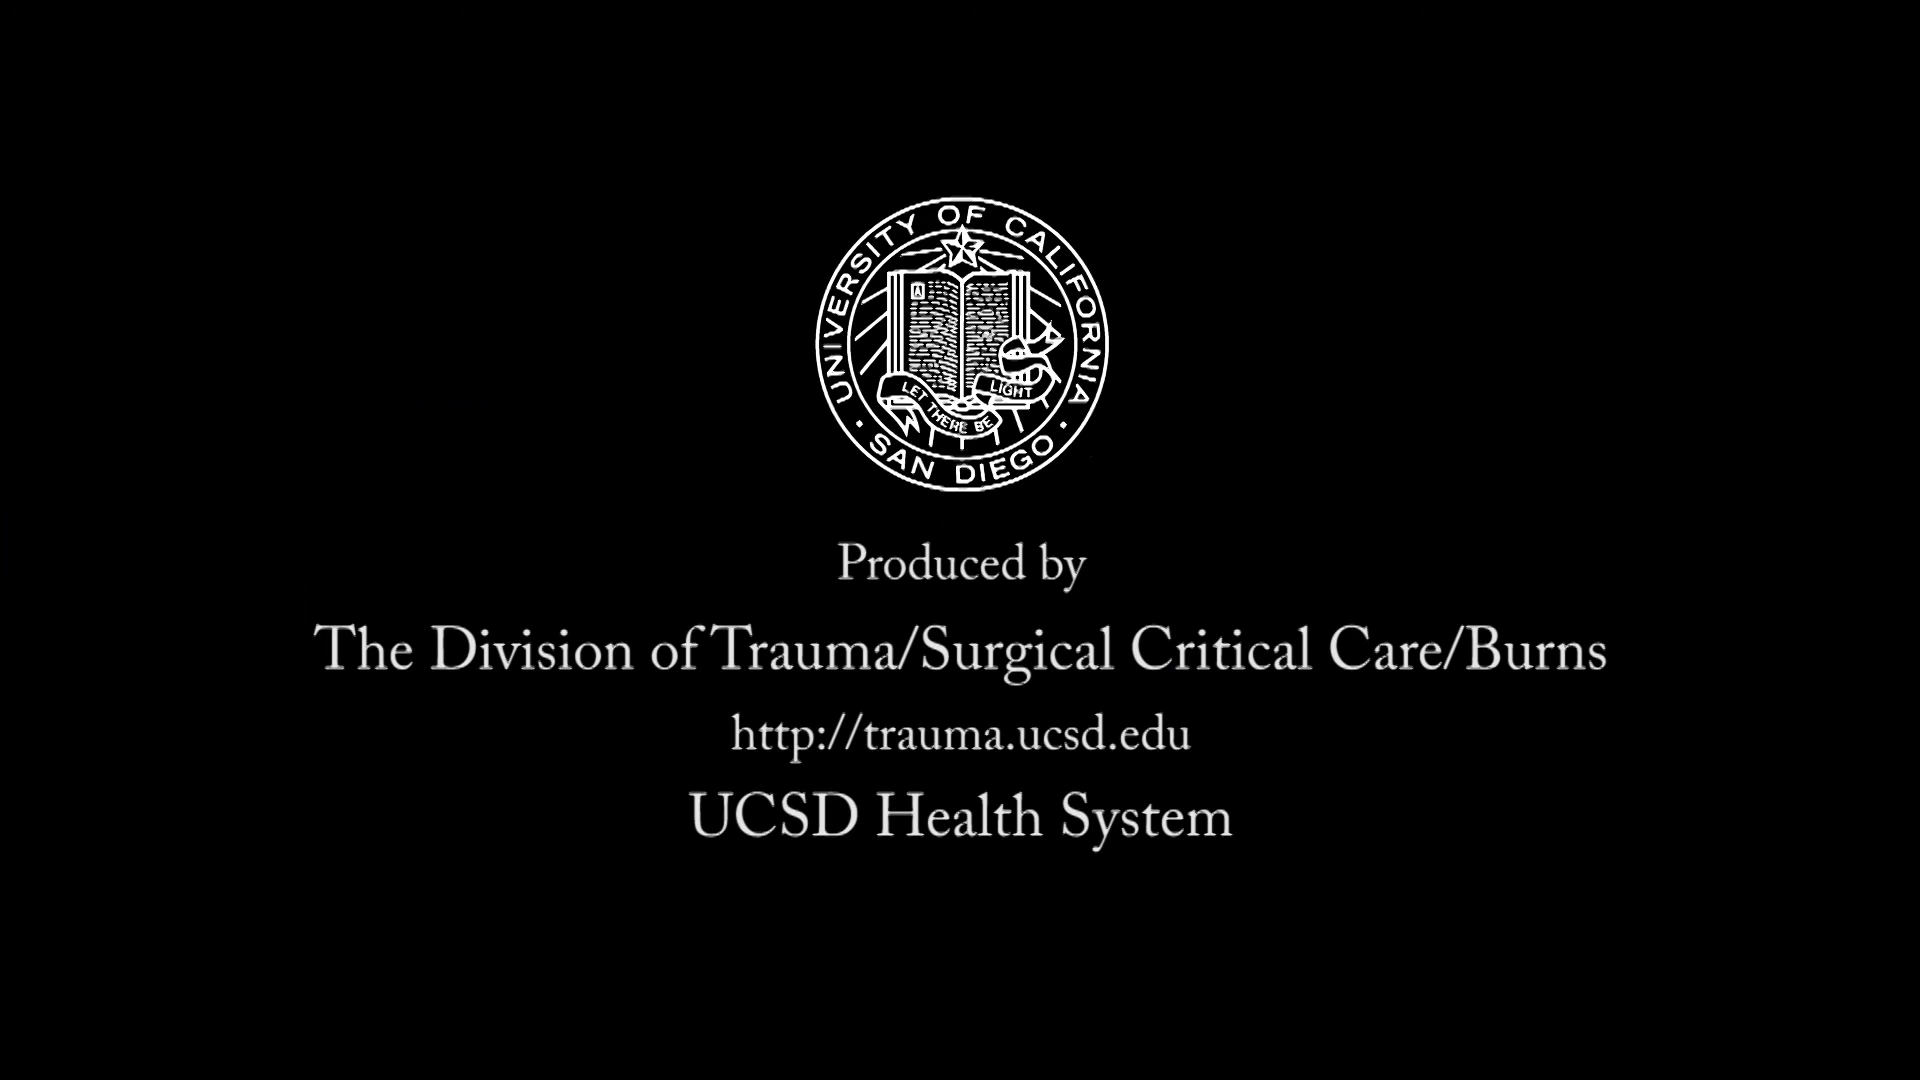 UNIVERSITY OF CALIFORNIA
A
LET THERE BE LIGHT
SAN DIEGO
Produced by
The Division of Trauma/Surgical Critical Care/Burns
http://trauma.ucsd.edu
UCSD Health System